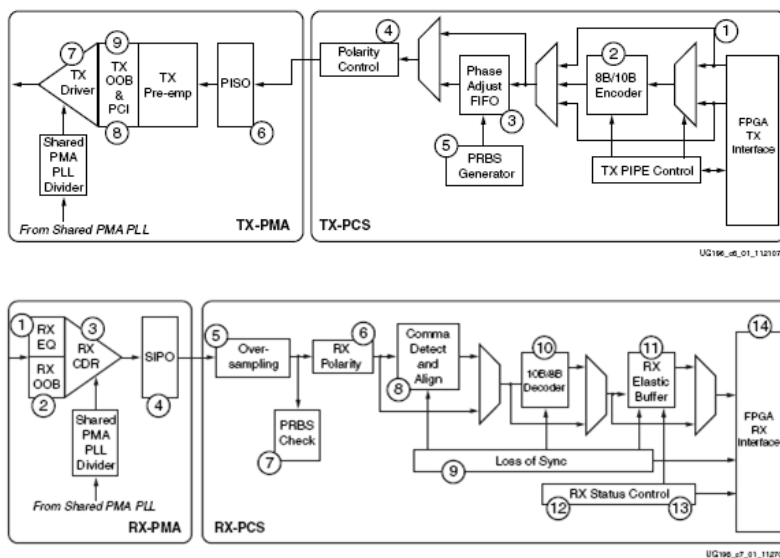 7
9
TX
Driver
TX
OOB
&
PCI
8
TX
Pre-emp
PISO
6
Shared
PMA
PLL
Divider
From Shared PMA PLL
TX-PMA
4
Polarity
Control
Phase
Adjust
FIFO
3
5
PRBS
Generator
2
8B/10B
Encoder
1
TX PIPE Control
FPGA
TX
Interface
TX-PCS
UG196_c6_01_112107
1
RX
EQ
RX
OOB
2
3
RX
CDR
SIPO
4
Shared
PMA
PLL
Divider
From Shared PMA PLL
RX-PMA
5
Over-
sampling
6
RX
Polarity
PRBS
Check
7
Comma
Detect
and
Align
8
10
10B/8B
Decoder
11
RX
Elastic
Buffer
Loss of Sync
9
RX Status Control
12
13
14
FPGA
RX
Interface
RX-PCS